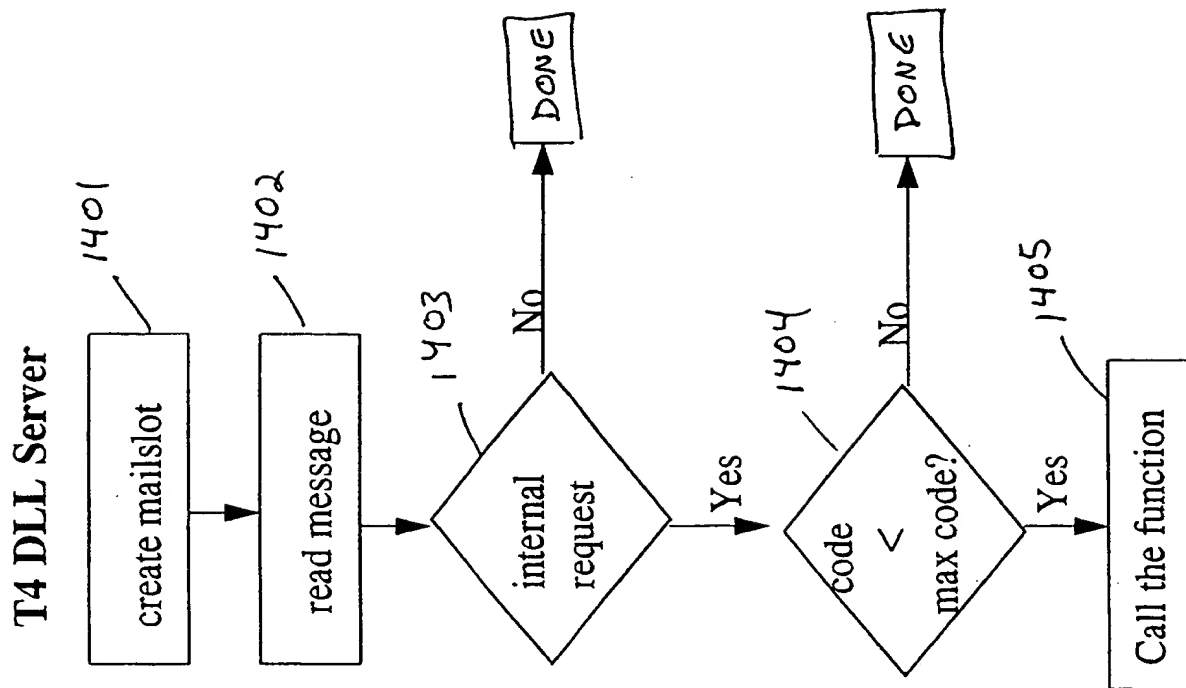 T4 DLL Server
create mailslot
1401
read message
1402
internal
request
1403
No
DONE
Yes
code
<
max code?
1404
No
DONE
Yes
Call the function
1405